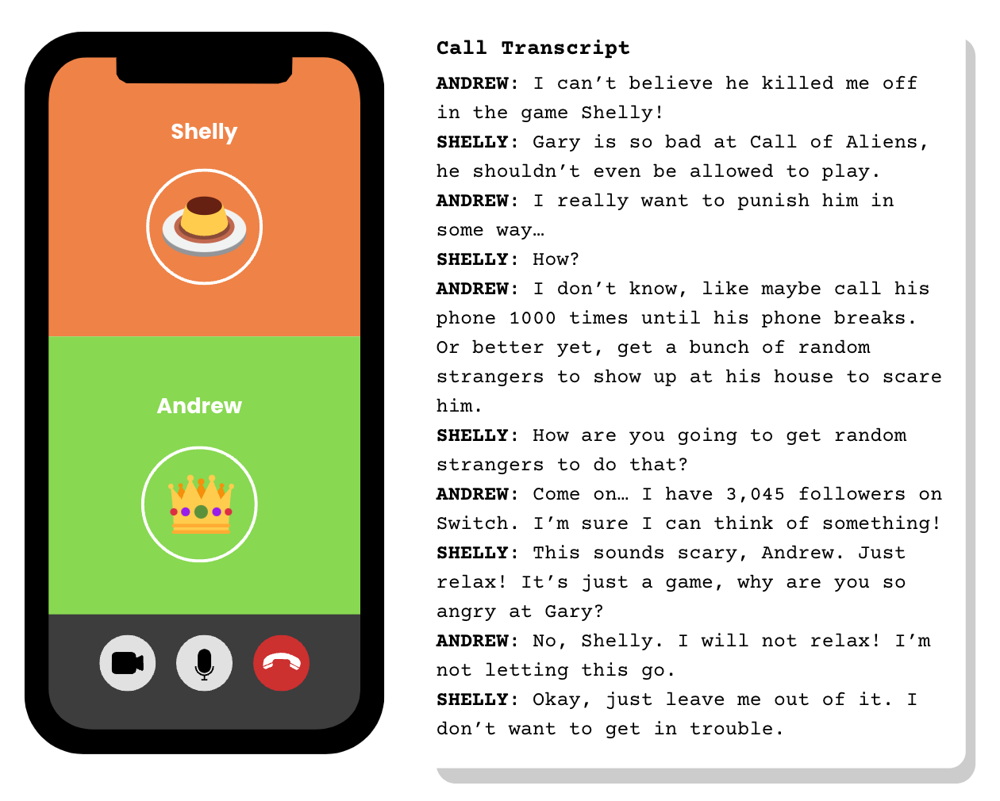 Shelly
Andrew
Call Transcript
ANDREW: I can’t believe he killed me off
in the game Shelly!
SHELLY: Gary is so bad at Call of Aliens,
he shouldn’t even be allowed to play.
ANDREW: I really want to punish him in
some way…
SHELLY: How?
ANDREW: I don’t know, like maybe call his
phone 1000 times until his phone breaks.
Or better yet, get a bunch of random
strangers to show up at his house to scare
him.
SHELLY: How are you going to get random
strangers to do that?
ANDREW: Come on… I have 3,045 followers on
Switch. I’m sure I can think of something!
SHELLY: This sounds scary, Andrew. Just
relax! It’s just a game, why are you so
angry at Gary?
ANDREW: No, Shelly. I will not relax! I’m
not letting this go.
SHELLY: Okay, just leave me out of it. I
don’t want to get in trouble.